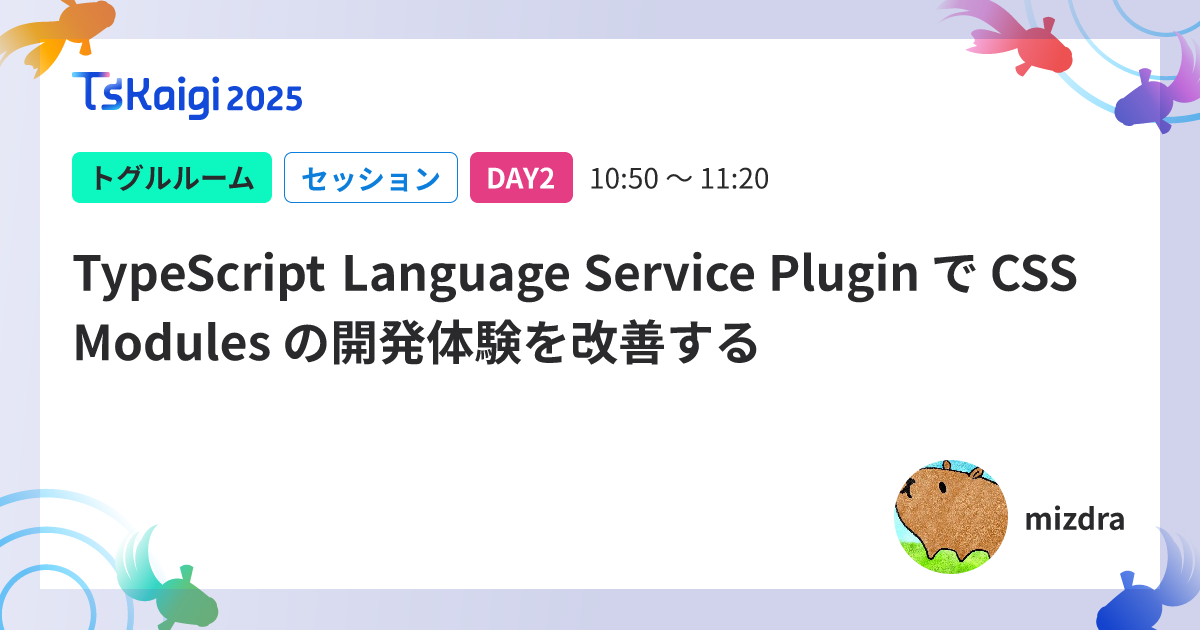 TSKaigi 2025
トグルルーム セッション DAY2 10:50 〜 11:20
TypeScript Language Service Plugin で CSS
Modules の開発体験を改善する
mizdra